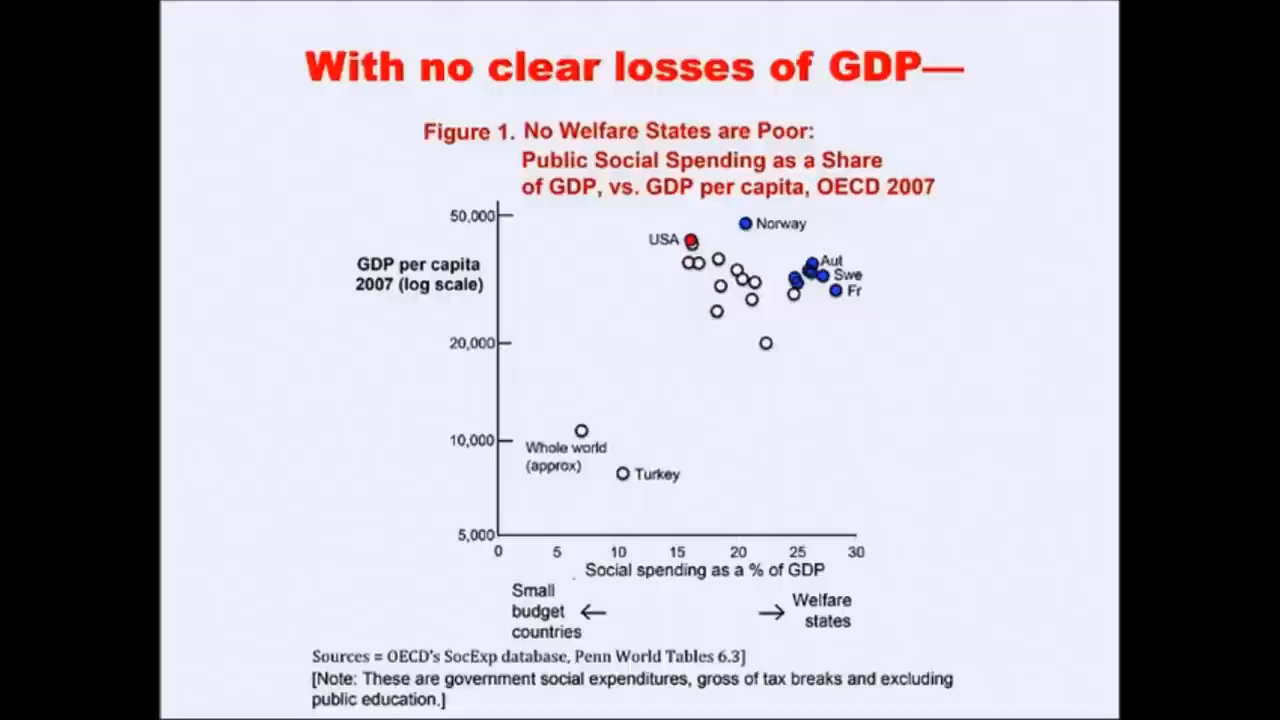 With no clear losses of GDP—
Figure 1. No Welfare States are Poor:
Public Social Spending as a Share
of GDP, vs. GDP per capita, OECD 2007
50,000
USA
Norway
GDP per capita
2007 (log scale)
Aut
Swe
Fr
20,000
10,000
Whole world
(approx)
Turkey
5,000
0 5 10 15 20 25 30
Social spending as a % of GDP
Small
budget
countries
Welfare
states
Sources = OECD's SocExp database, Penn World Tables 6.3]
[Note: These are government social expenditures, gross of tax breaks and excluding
public education.]